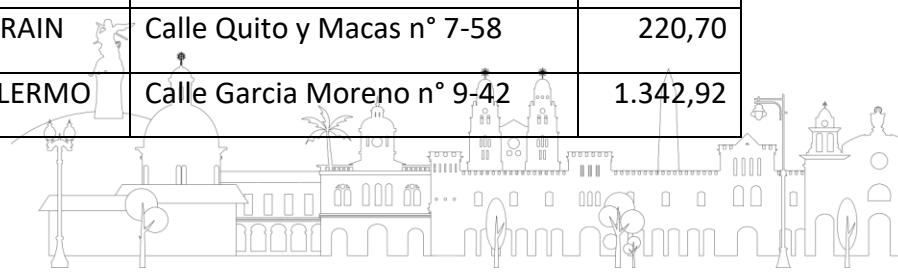 RAIN Calle Quito y Macas n° 7-58 220,70
LERMO Calle Garcia Moreno n° 9-42 1.342,92